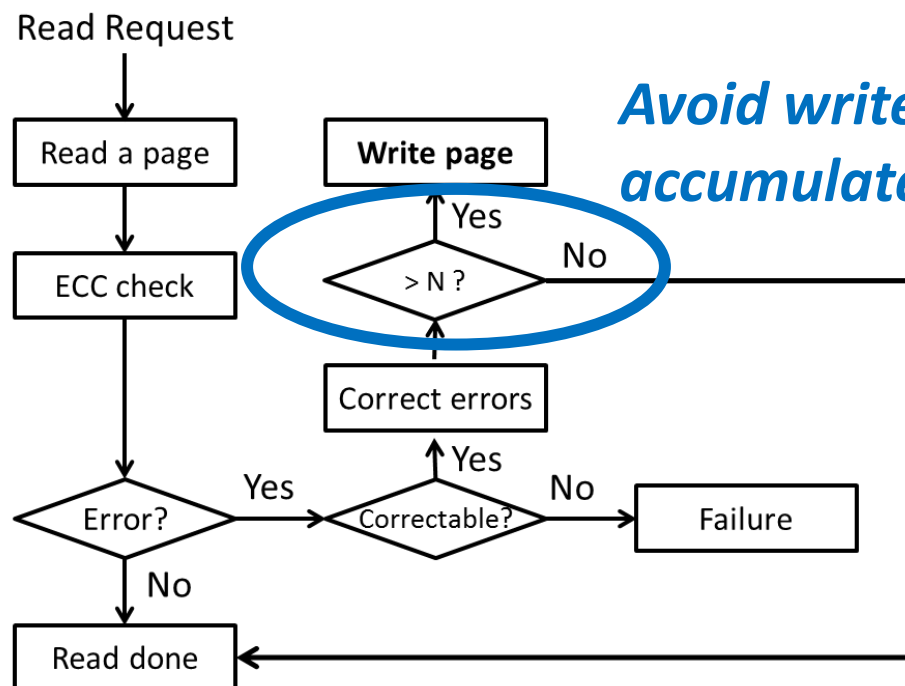 Read Request
Read a page
Write page
Avoid write
accumulate
Yes
ECC check
> N ?
No
Correct errors
Yes
Error?
Yes
Correctable?
No
Failure
No
Read done